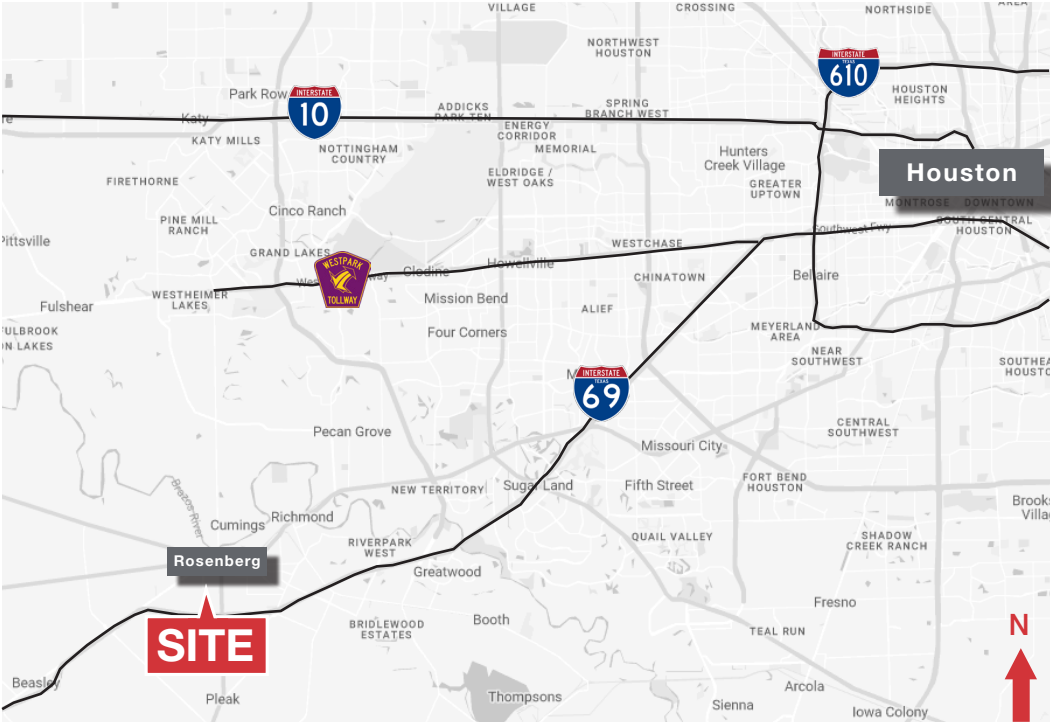 VILLAGE
CROSSING
NORTHSIDE
AREA
NORTHWEST
HOUSTON
INTERSTATE
TEXAS
610
HOUSTON
HEIGHTS
Park Row
INTERSTATE
10
Katy
KATY MILLS
ADDICKS
PARK TEN
SPRING
BRANCH WEST
ENERGY
CORRIDOR
MEMORIAL
NOTTINGHAM
COUNTRY
Hunters
Creek Village
Houston
FIRETHORNE
ELDRIDGE /
WEST OAKS
GREATER
UPTOWN
MONTROSE
DOWNTOWN
Cinco Ranch
PINE MILL
RANCH
SOUTH CENTRAL
HOUSTON
Southwest Fwy
Pittsville
GRAND LAKES
WESTCHASE
WESTPARK
TOLLWAY
Clodine
Howellville
CHINATOWN
Bellaire
WESTHEIMER
LAKES
Fulshear
Mission Bend
ALIEF
FULBROOK
ON LAKES
Four Corners
MEYERLAND
AREA
NEAR
SOUTHWEST
INTERSTATE
TEXAS
69
Pecan Grove
CENTRAL
SOUTHWEST
Missouri City
NEW TERRITORY
Sugar Land
Fifth Street
FORT BEND
HOUSTON
Brazos River
Cumings
Richmond
RIVERPARK
WEST
QUAIL VALLEY
SHADOW
CREEK RANCH
Rosenberg
Greatwood
Fresno
SITE
BRIDLEWOOD
ESTATES
Booth
TEAL RUN
N
Beasley
Pleak
Thompsons
Sienna
Arcola
Iowa Colony